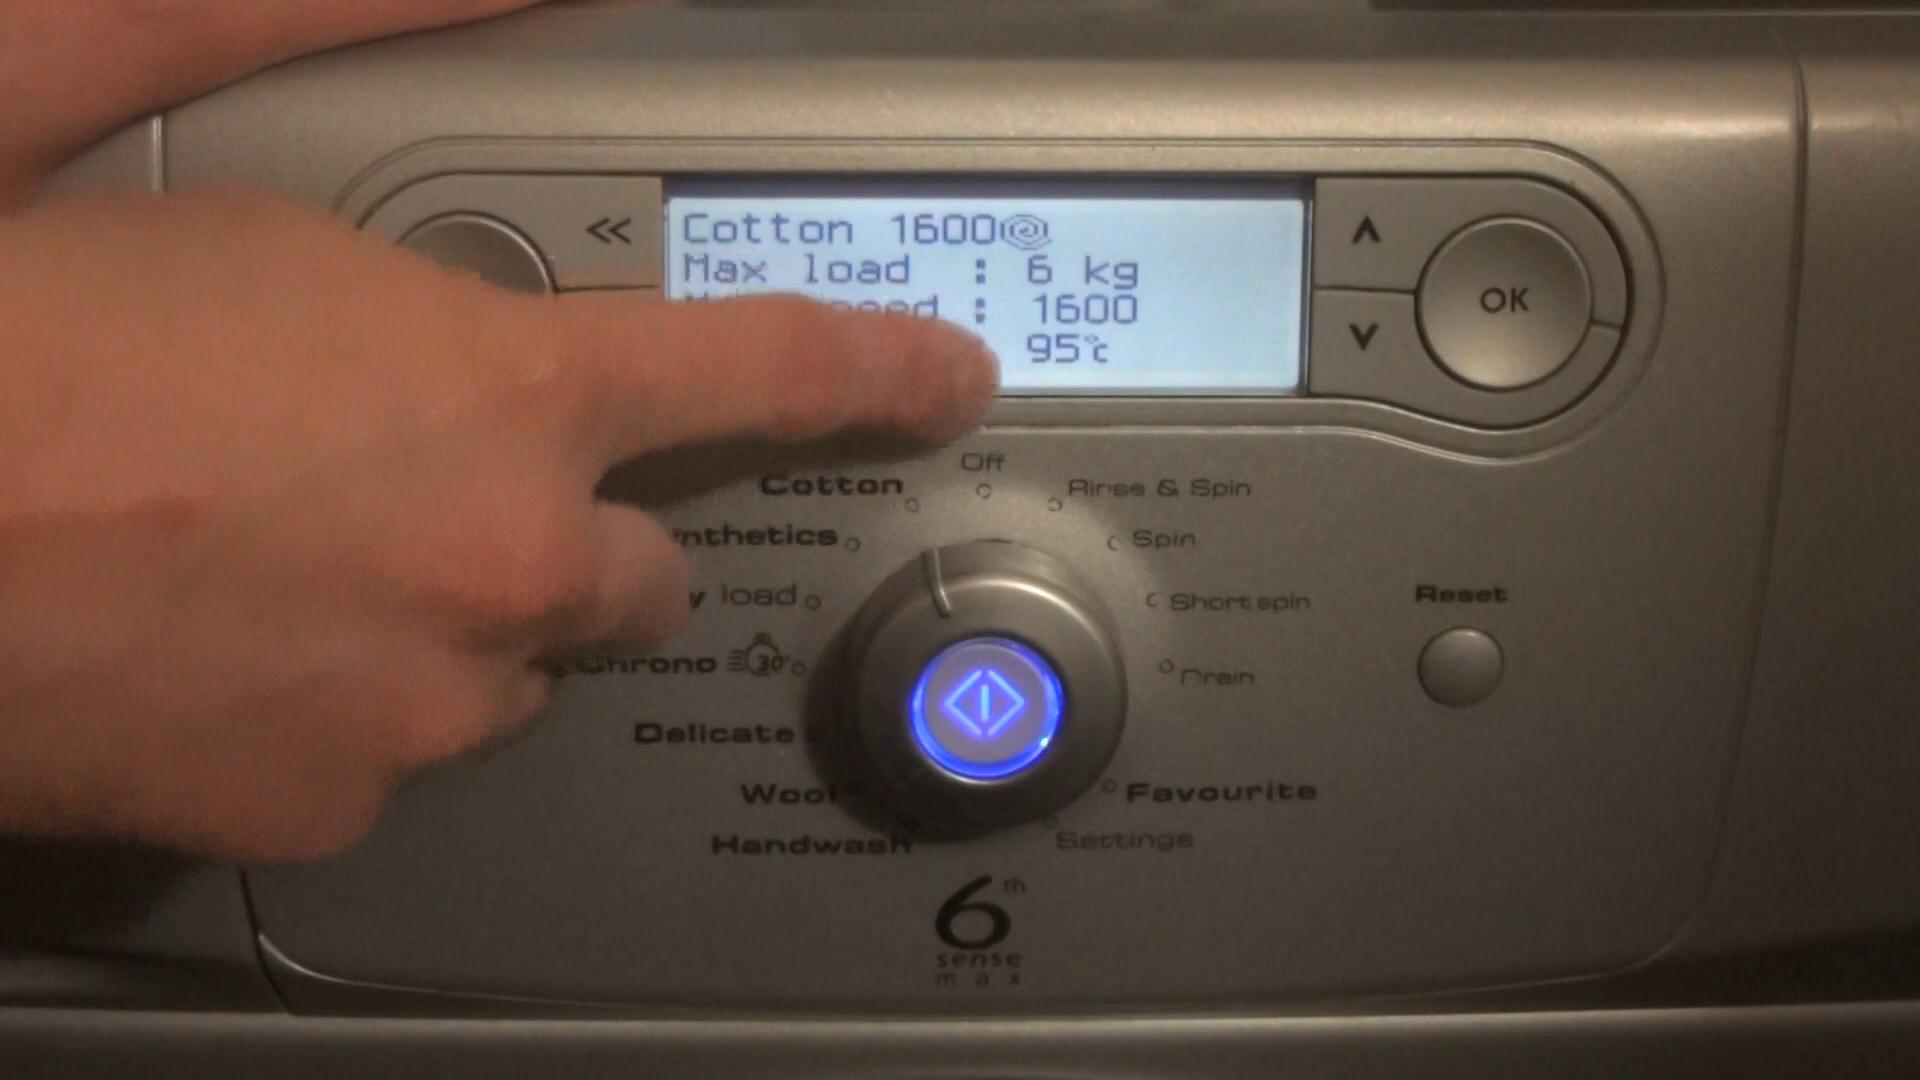 <<
Cotton 1600
Max load : 6 kg
: 1600
95°c
OK
Off
Cotton
Rinse & Spin
Spin
load
Short spin
Reset
Chrono 30'
Drain
Delicate
Wool
Favourite
Handwash
Settings
6th
sense
max